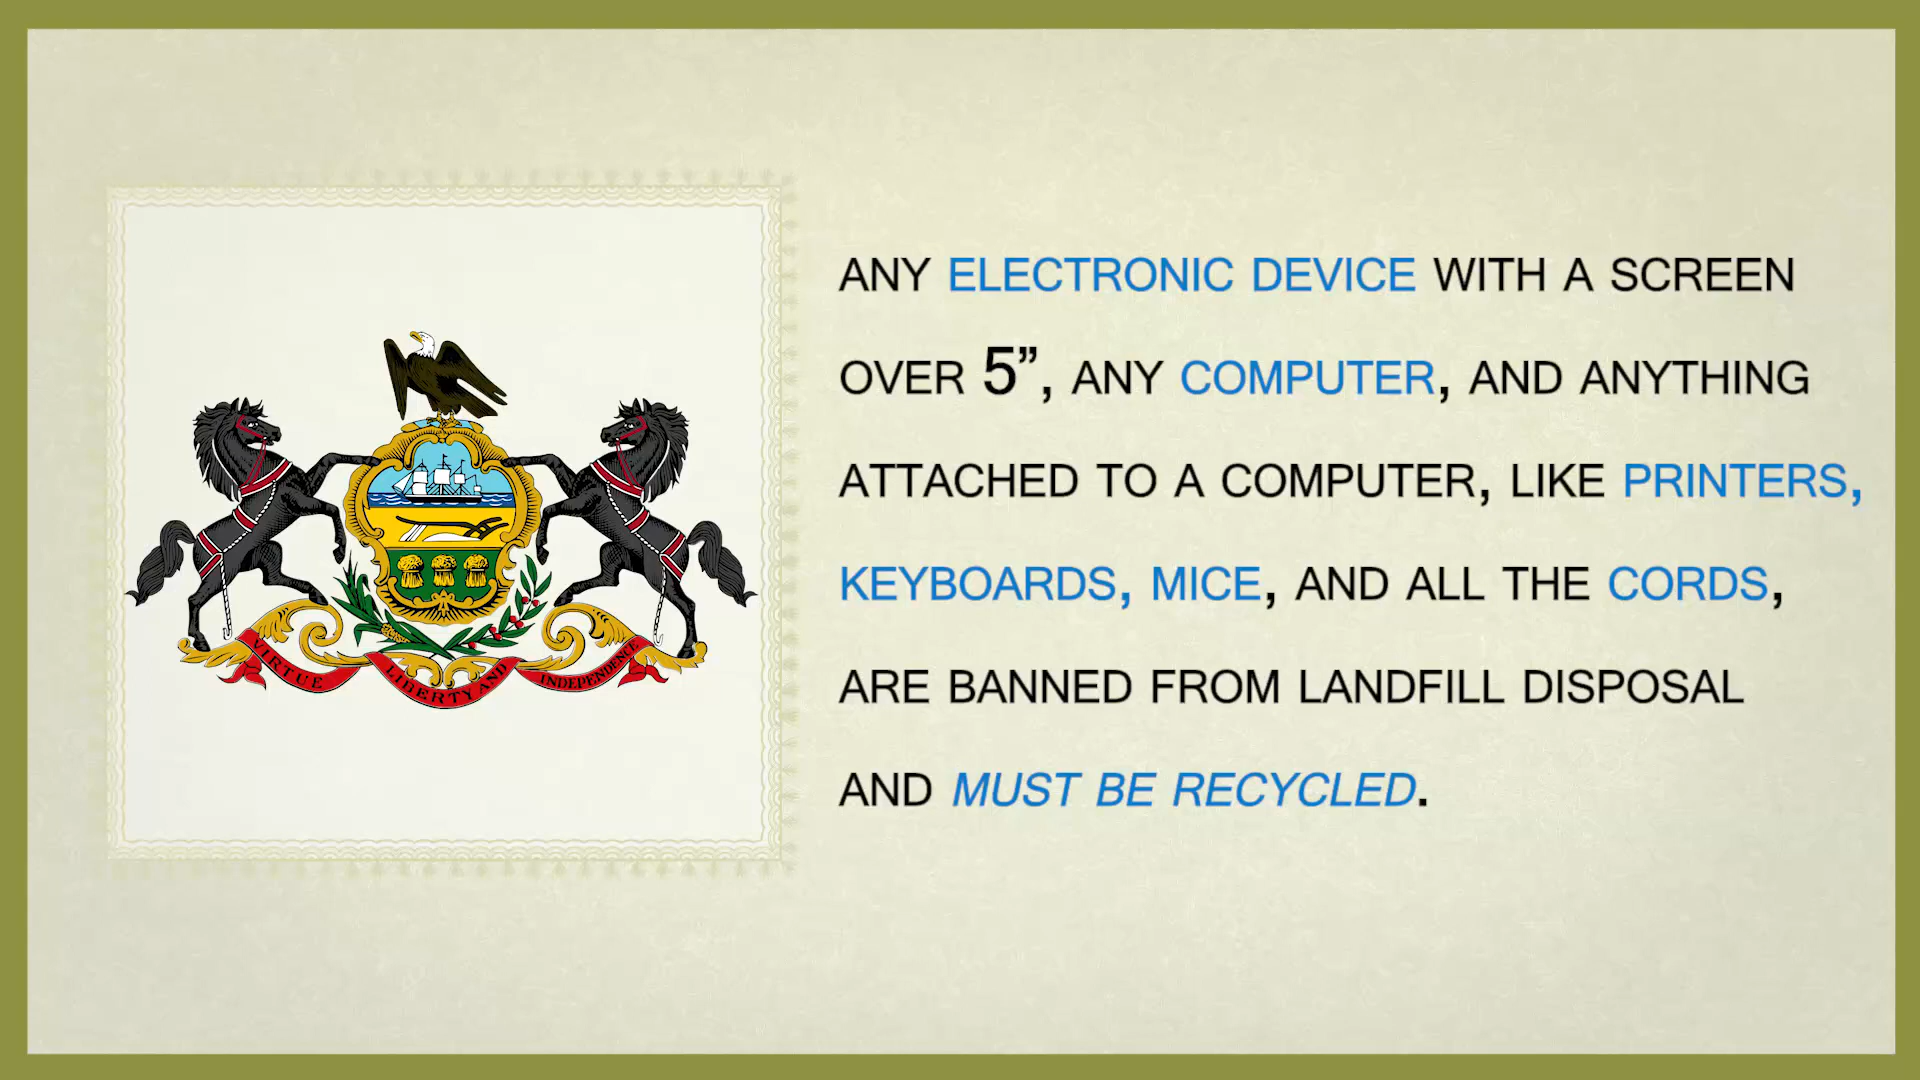 ANY ELECTRONIC DEVICE WITH A SCREEN
OVER 5”, ANY COMPUTER, AND ANYTHING
ATTACHED TO A COMPUTER, LIKE PRINTERS,
KEYBOARDS, MICE, AND ALL THE CORDS,
ARE BANNED FROM LANDFILL DISPOSAL
AND MUST BE RECYCLED.
VIRTUE LIBERTY AND INDEPENDENCE